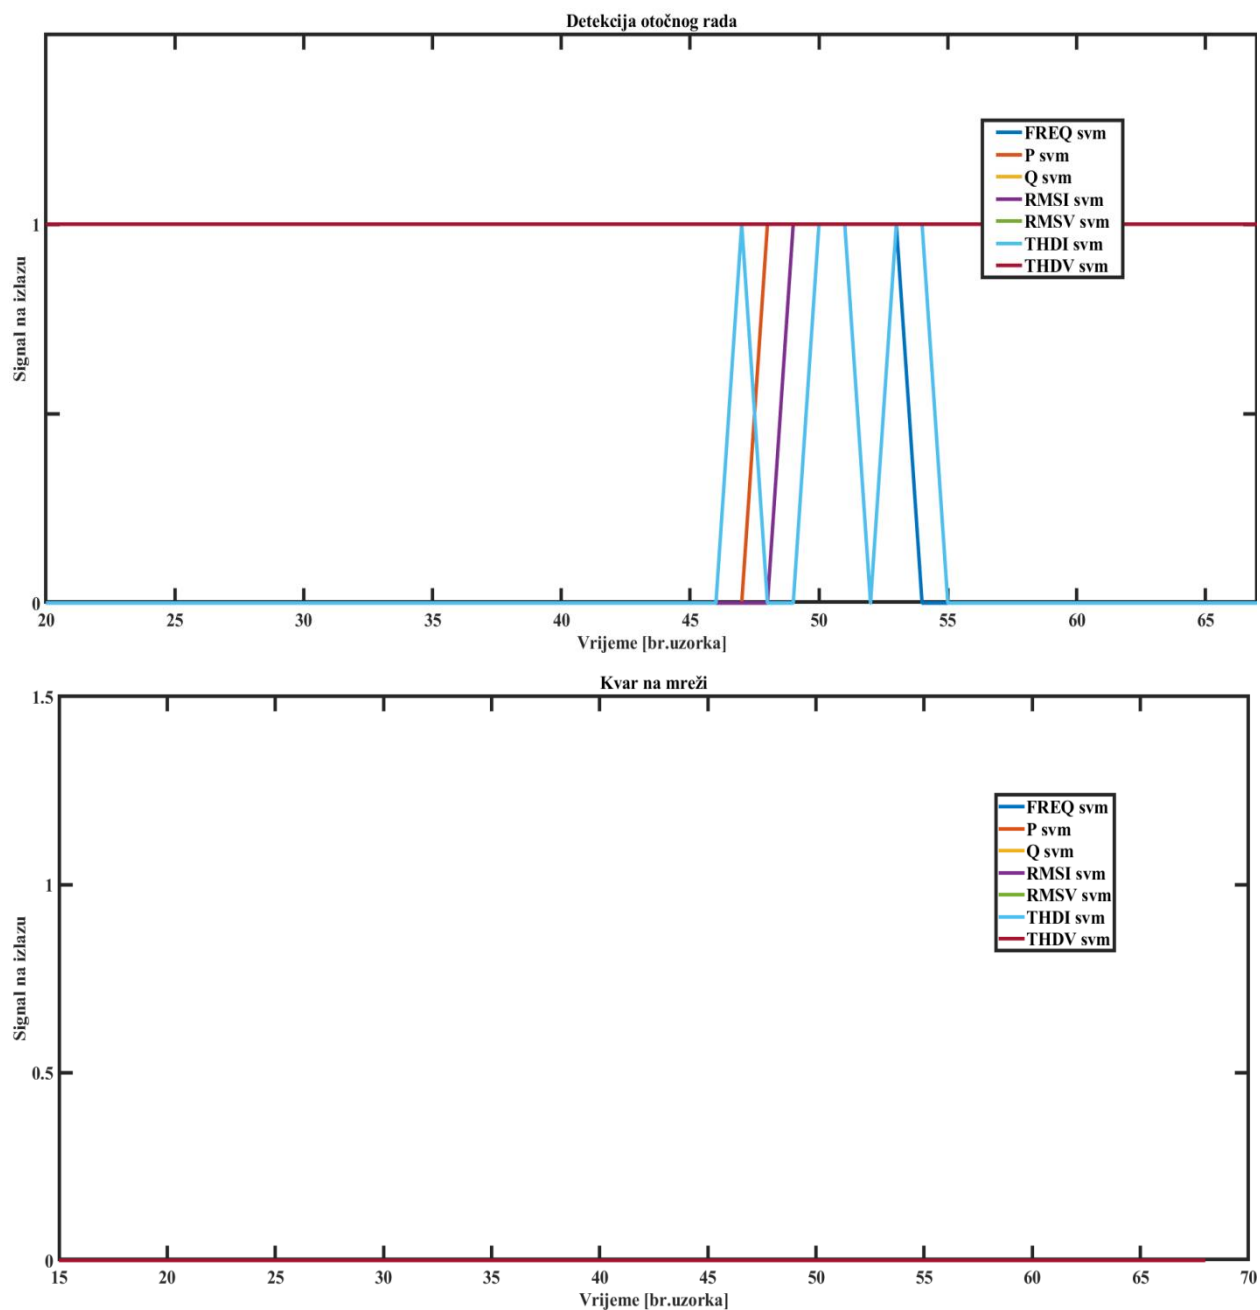 Detekcija otočnog rada
1
0
Signal na izlazu
FREQ svm
P svm
Q svm
RMSI svm
RMSV svm
THDI svm
THDV svm
20 25 30 35 40 45 50 55 60 65
Vrijeme [br.uzorka]
Kvar na mreži
1.5
1
0.5
0
Signal na izlazu
FREQ svm
P svm
Q svm
RMSI svm
RMSV svm
THDI svm
THDV svm
15 20 25 30 35 40 45 50 55 60 65 70
Vrijeme [br.uzorka]